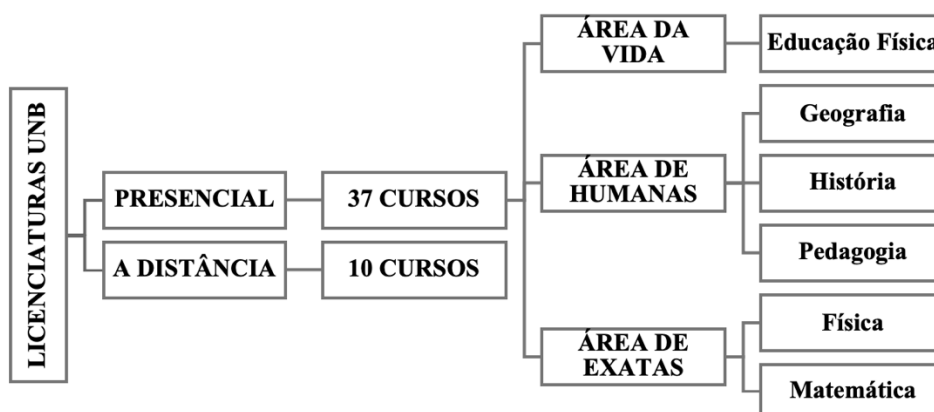 LICENCIATURAS UNB
PRESENCIAL
A DISTÂNCIA
37 CURSOS
10 CURSOS
ÁREA DA
VIDA
ÁREA DE
HUMANAS
ÁREA DE
EXATAS
Educação Física
Geografia
História
Pedagogia
Física
Matemática